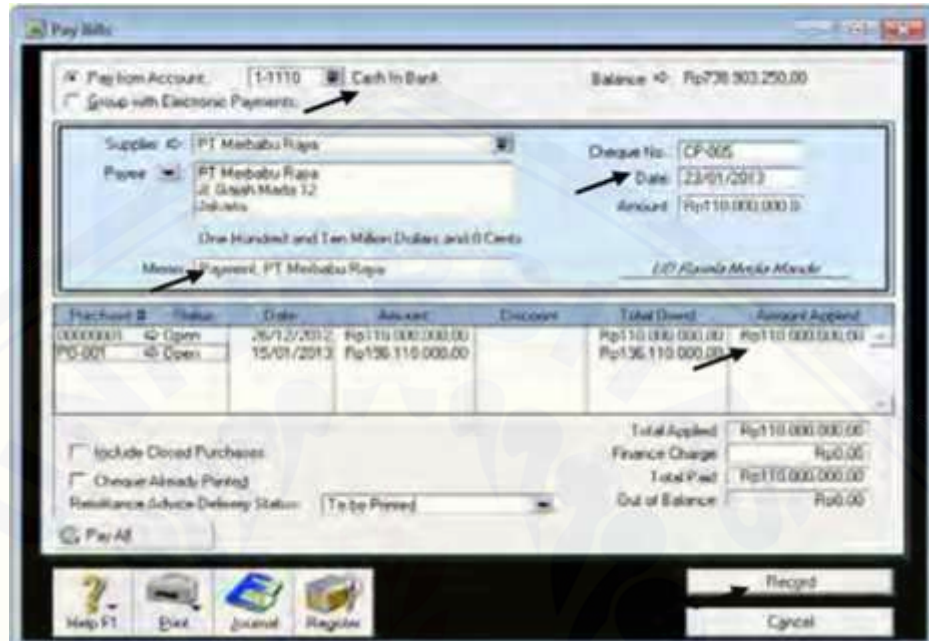 Pay Bills
Pay from Account: 1-1110 Cash In Bank
Balance Rp738.903.250,00
Group with Electronic Payments:
Supplier PT Merbabu Raya
Cheque No.: CP-005
Payee PT Merbabu Raya
Jl. Gajah Mada 12
Jakarta
Date: 23/01/2013
Amount: Rp110.000.000,0
One Hundred and Ten Million Dollars and 0 Cents
Memo: Payment; PT Merbabu Raya
Purchase # Status Date Amount Discount Total Owed Amount Applied
00000001 Open 26/12/2012 Rp110.000.000,00 Rp110.000.000,00 Rp110.000.000,00
PO-001 Open 15/01/2013 Rp136.110.000,00 Rp136.110.000,00
Total Applied: Rp110.000.000,00
Include Closed Purchases
Finance Charge: Rp0,00
Cheque Already Printed
Total Paid: Rp110.000.000,00
Remittance Advice Delivery Status: To be Printed
Out of Balance: Rp0,00
Pay All
Record
Help F1 Print Journal Register
Cancel